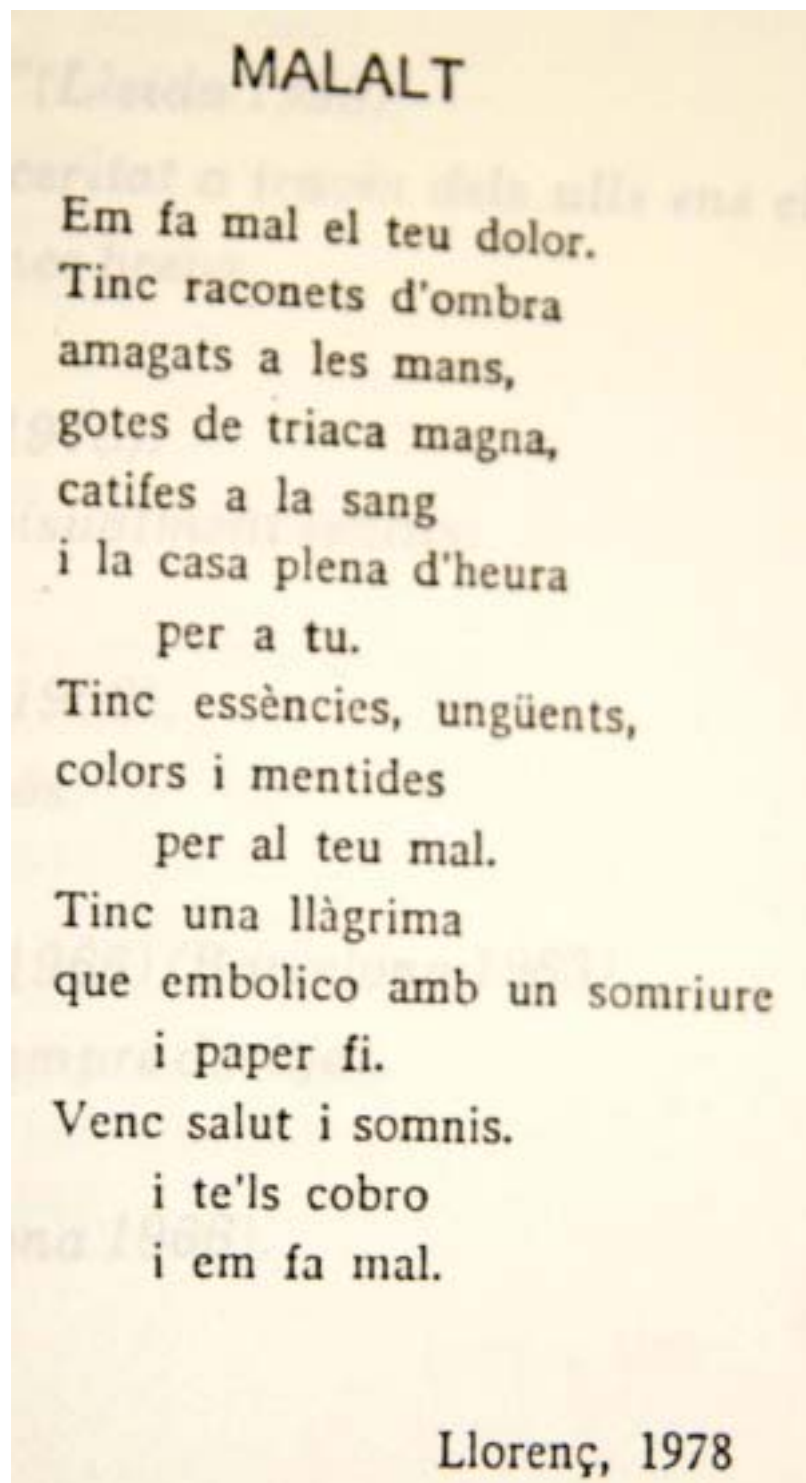 MALALT
Em fa mal el teu dolor.
Tinc raconets d'ombra
amagats a les mans,
gotes de triaca magna,
catifes a la sang
i la casa plena d'heura
per a tu.
Tinc essències, ungüents,
colors i mentides
per al teu mal.
Tinc una llàgrima
que embolico amb un somriure
i paper fi.
Venc salut i somnis.
i te'ls cobro
i em fa mal.
Llorenç, 1978